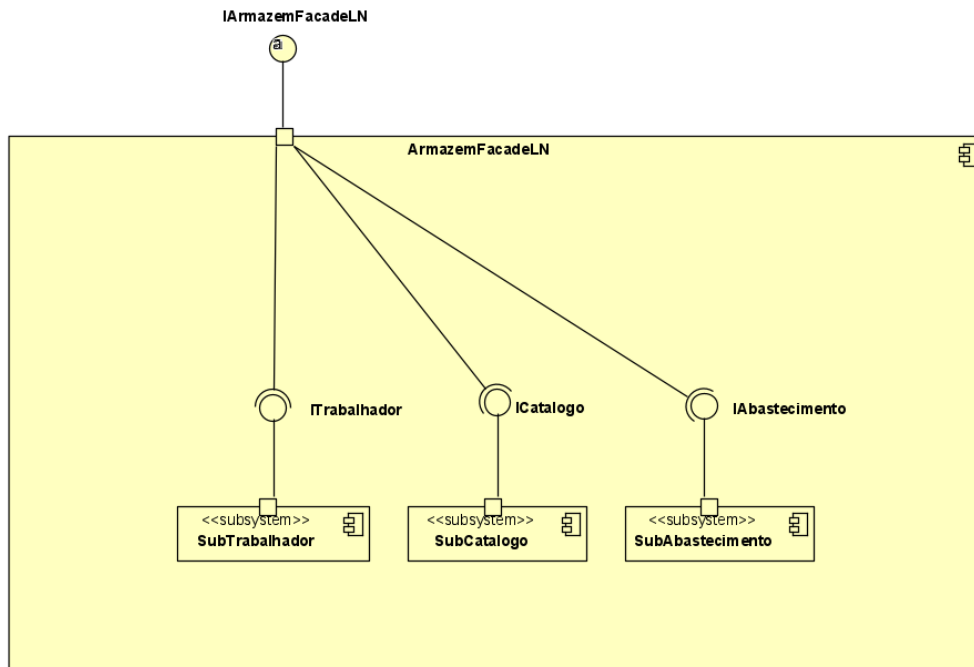 IArmazemFacadeLN
a
ArmazemFacadeLN
ITrabalhador
ICatalogo
IAbastecimento
<<subsystem>>
SubTrabalhador
<<subsystem>>
SubCatalogo
<<subsystem>>
SubAbastecimento